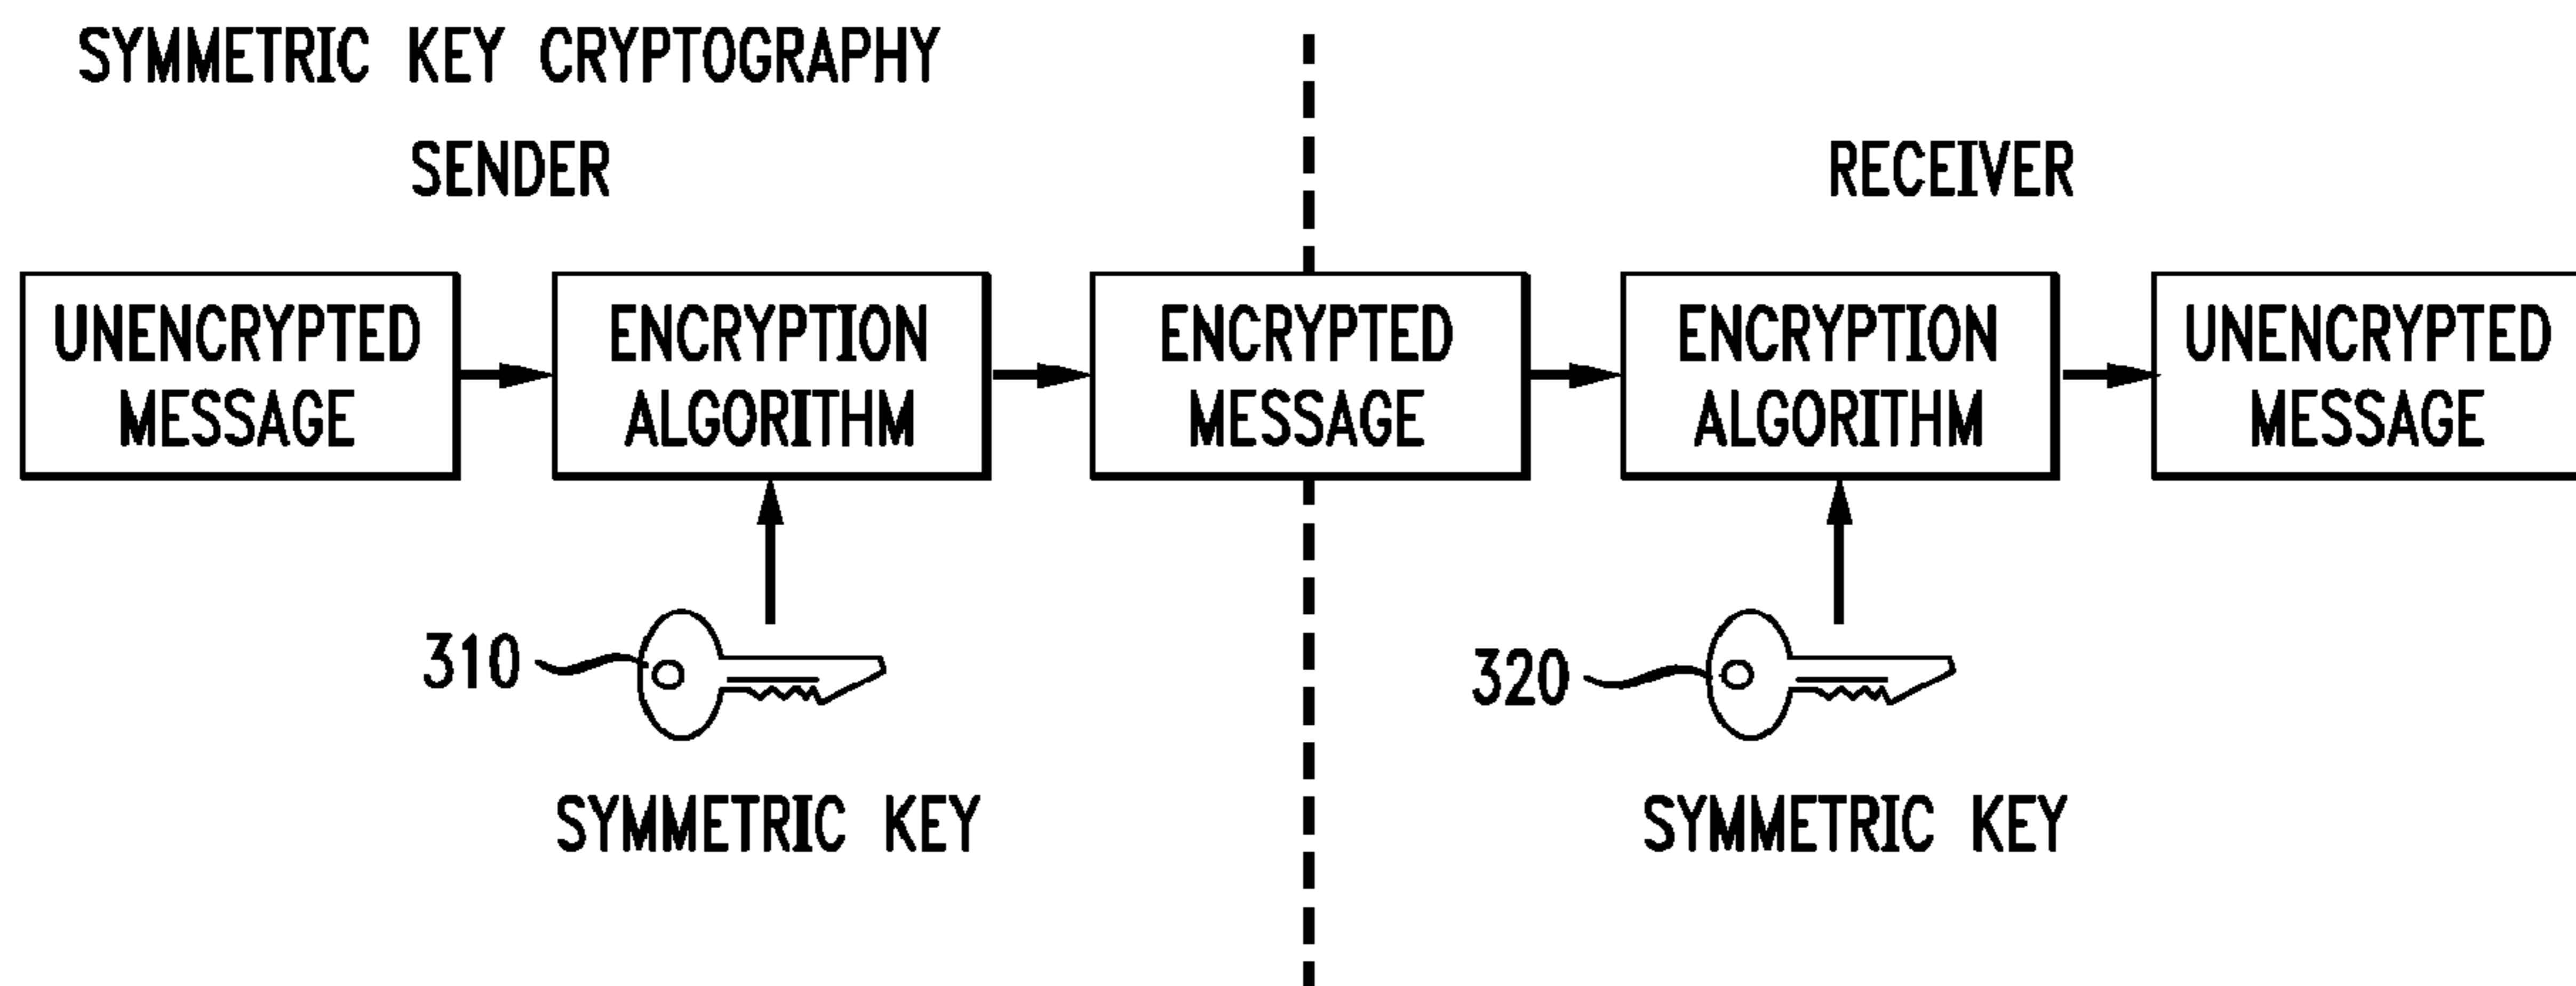 SYMMETRIC KEY CRYPTOGRAPHY
SENDER
RECEIVER
UNENCRYPTED
MESSAGE
ENCRYPTION
ALGORITHM
ENCRYPTED
MESSAGE
ENCRYPTION
ALGORITHM
UNENCRYPTED
MESSAGE
310
SYMMETRIC KEY
320
SYMMETRIC KEY